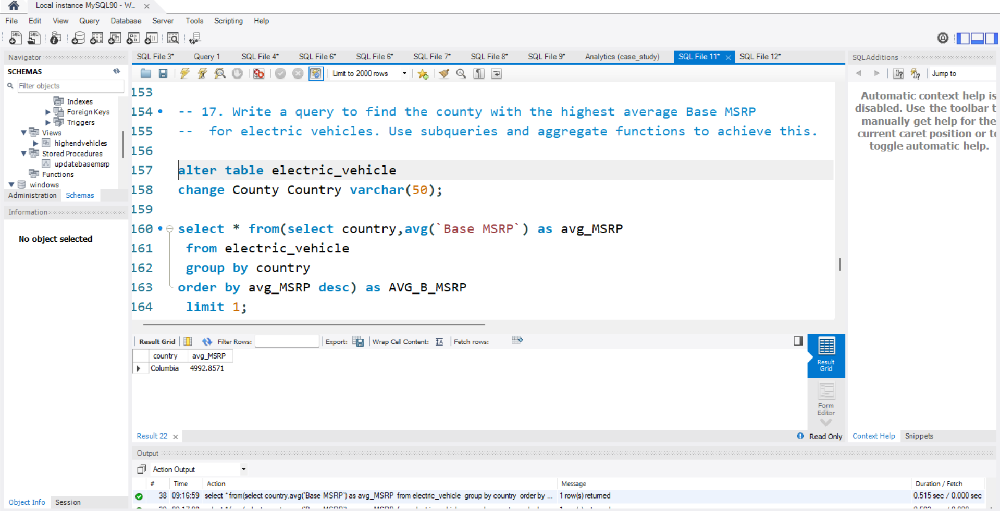 Local instance MySQL90 - W...
File Edit View Query Database Server Tools Scripting Help
Navigator
SCHEMAS
Filter objects
Indexes
Foreign Keys
Triggers
Views
highendvehicles
Stored Procedures
updatebasemsrp
Functions
windows
Administration Schemas
Information
No object selected
Object Info Session
SQL File 3* Query 1 SQL File 4* SQL File 6* SQL File 6* SQL File 7* SQL File 8* SQL File 9* Analytics (case_study) SQL File 11* SQL File 12*
Limit to 2000 rows
153
154 -- 17. Write a query to find the county with the highest average Base MSRP
155 -- for electric vehicles. Use subqueries and aggregate functions to achieve this.
156
157 alter table electric_vehicle
158 change County Country varchar(50);
159
160 select * from(select country,avg(`Base MSRP`) as avg_MSRP
161 from electric_vehicle
162 group by country
163 order by avg_MSRP desc) as AVG_B_MSRP
164 limit 1;
Result Grid Filter Rows: Export: Wrap Cell Content: Fetch rows:
country avg_MSRP
Columbia 4992.8571
Result Grid
Form Editor
Result 22
Read Only
SQLAdditions
Jump to
Automatic context help is
disabled. Use the toolbar t
manually get help for the
current caret position or to
toggle automatic help.
Context Help Snippets
Output
Action Output
# Time Action Message Duration / Fetch
38 09:16:59 select * from(select country,avg(`Base MSRP`) as avg_MSRP from electric_vehicle group by country order by ... 1 row(s) returned 0.515 sec / 0.000 sec